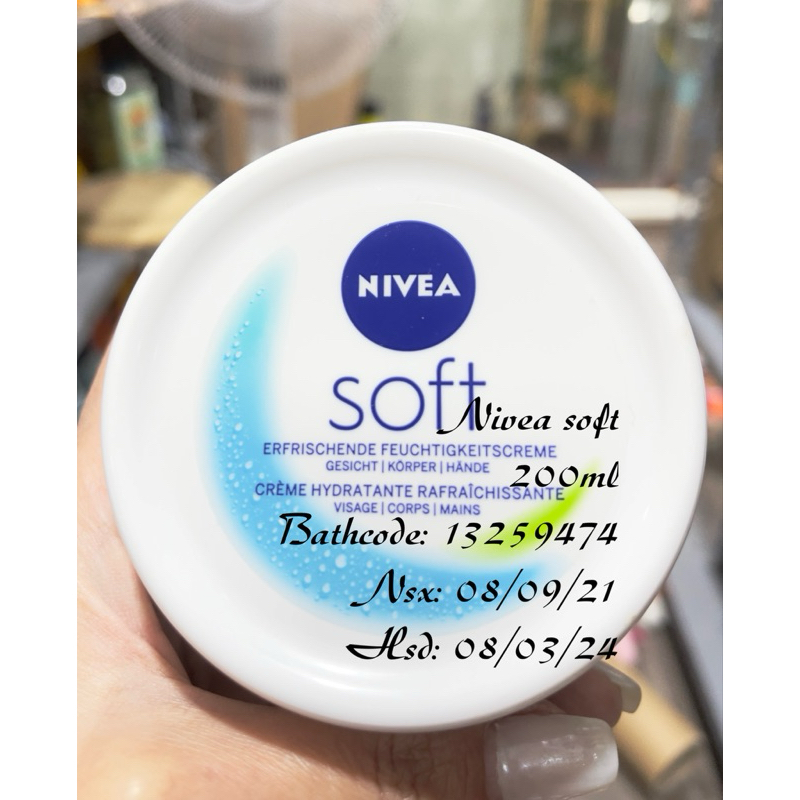 NIVEA
soft
ERFRISCHENDE FEUCHTIGKEITSCREME
GESICHT | KÖRPER | HÄNDE
CRÈME HYDRATANTE RAFRAÎCHISSANTE
VISAGE | CORPS | MAINS
Nivea soft
200ml
Bathcode: 13259474
Nsx: 08/09/21
Hsd: 08/03/24